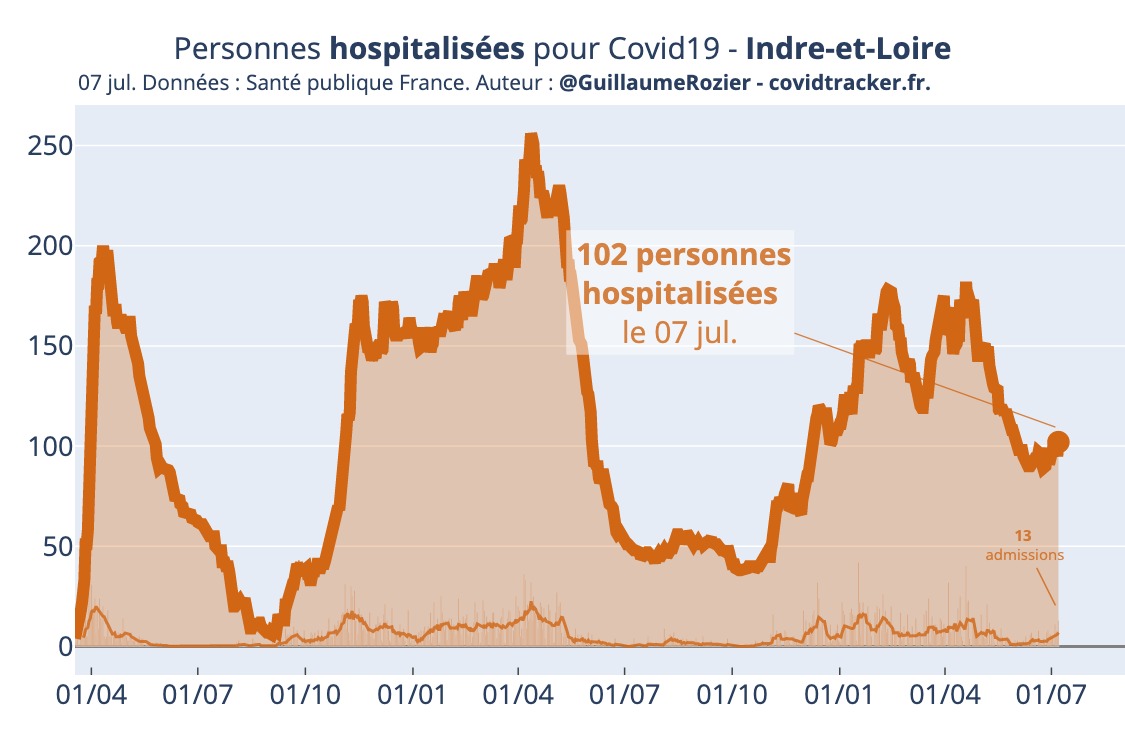 Personnes hospitalisées pour Covid19 - Indre-et-Loire
07 jul. Données : Santé publique France. Auteur : @GuillaumeRozier - covidtracker.fr.
250
200
102 personnes
hospitalisées
le 07 jul.
150
100
13
admissions
50
0
01/04 01/07 01/10 01/01 01/04 01/07 01/10 01/01 01/04 01/07